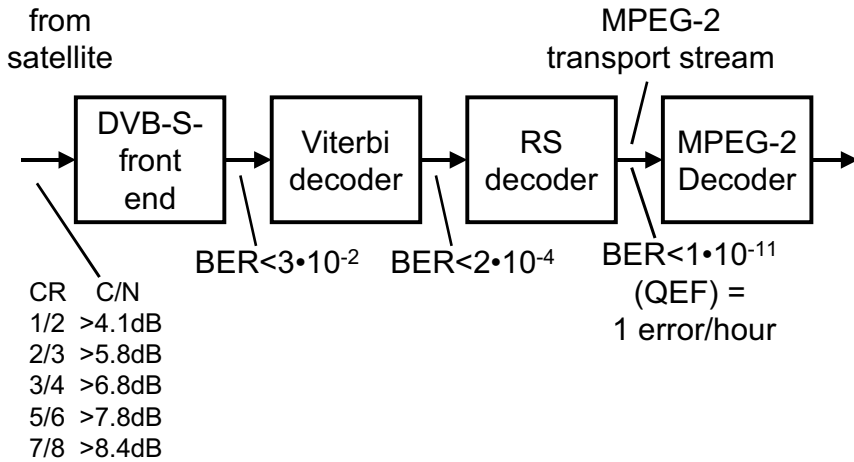 from
satellite
MPEG-2
transport stream
DVB-S-
front
end
Viterbi
decoder
RS
decoder
MPEG-2
Decoder
BER<3•10⁻²
BER<2•10⁻⁴
BER<1•10⁻¹¹
(QEF) =
1 error/hour
CR C/N
1/2 >4.1dB
2/3 >5.8dB
3/4 >6.8dB
5/6 >7.8dB
7/8 >8.4dB